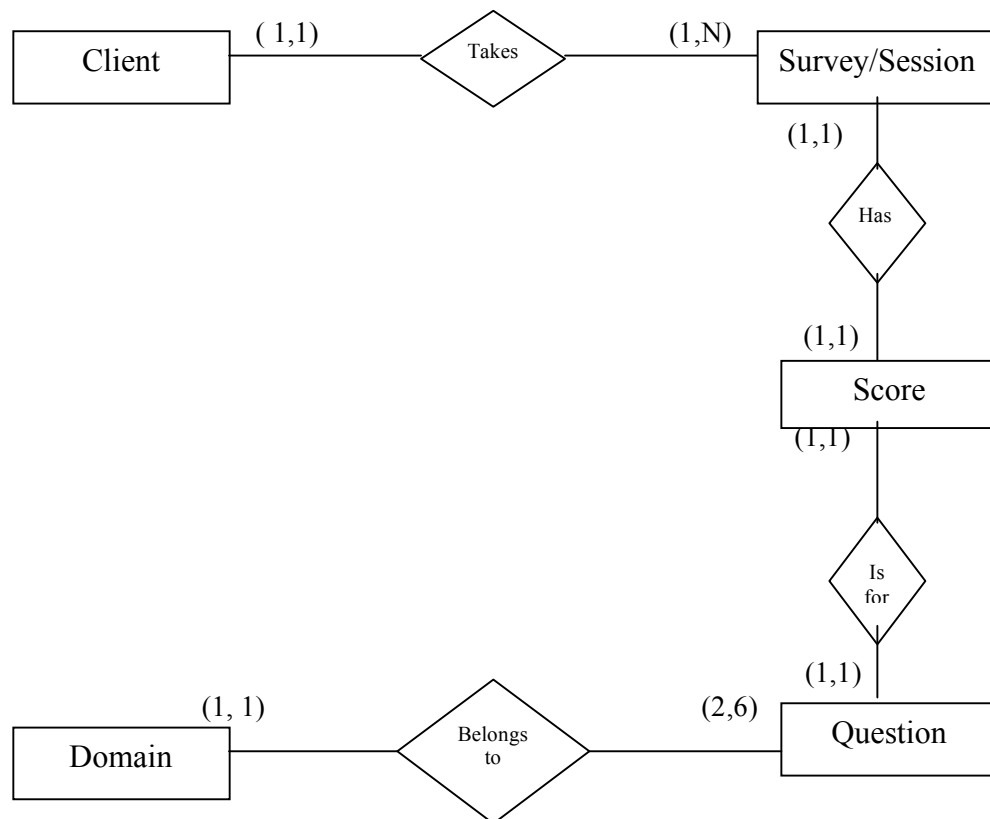 Client
( 1,1)
Takes
(1,N)
Survey/Session
(1,1)
Has
(1,1)
Score
(1,1)
Is
for
(1,1)
Question
(2,6)
Belongs
to
(1, 1)
Domain